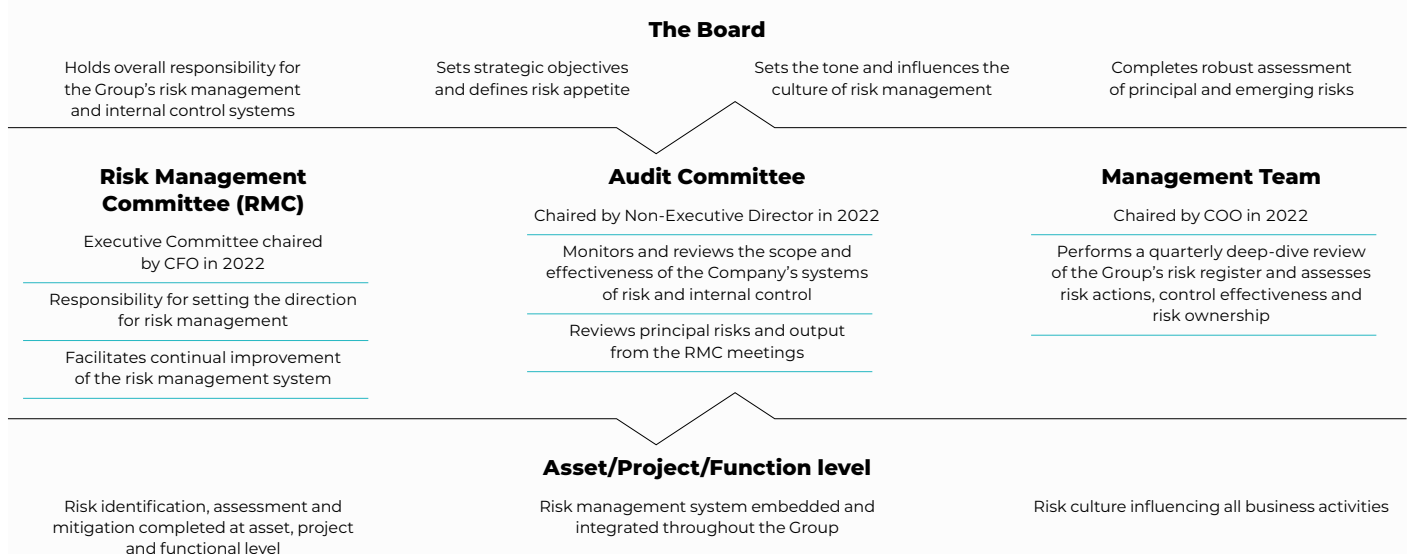 The Board
Holds overall responsibility for
the Group's risk management
and internal control systems
Sets strategic objectives
and defines risk appetite
Sets the tone and influences the
culture of risk management
Completes robust assessment
of principal and emerging risks
Risk Management
Committee (RMC)
Executive Committee chaired
by CFO in 2022
Responsibility for setting the direction
for risk management
Facilitates continual improvement
of the risk management system
Audit Committee
Chaired by Non-Executive Director in 2022
Monitors and reviews the scope and
effectiveness of the Company's systems
of risk and internal control
Reviews principal risks and output
from the RMC meetings
Management Team
Chaired by COO in 2022
Performs a quarterly deep-dive review
of the Group's risk register and assesses
risk actions, control effectiveness and
risk ownership
Asset/Project/Function level
Risk identification, assessment and
mitigation completed at asset, project
and functional level
Risk management system embedded and
integrated throughout the Group
Risk culture influencing all business activities